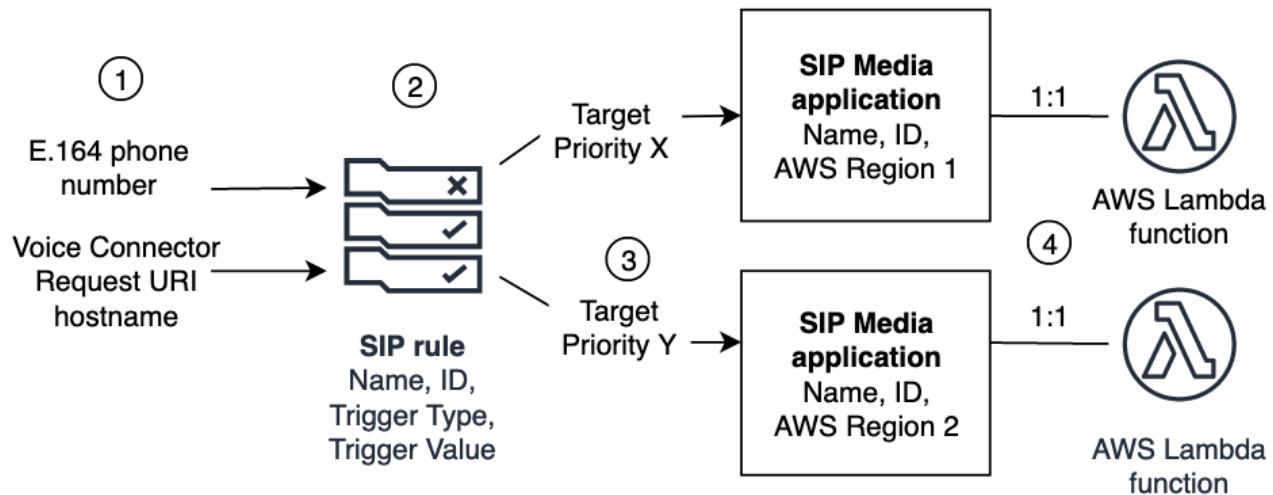 1
E.164 phone
number
Voice Connector
Request URI
hostname
2
SIP rule
Name, ID,
Trigger Type,
Trigger Value
Target
Priority X
3
Target
Priority Y
SIP Media
application
Name, ID,
AWS Region 1
SIP Media
application
Name, ID,
AWS Region 2
1:1
AWS Lambda
function
4
1:1
AWS Lambda
function